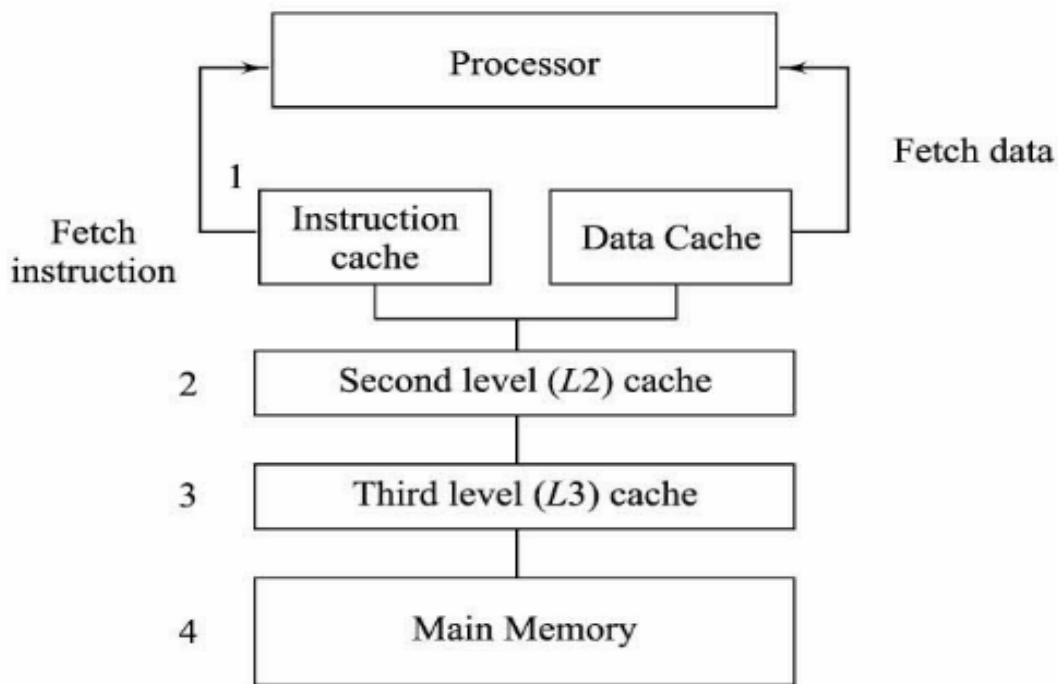 Processor
Fetch data
1
Instruction
cache
Data Cache
Fetch
instruction
2
Second level (L2) cache
3
Third level (L3) cache
4
Main Memory